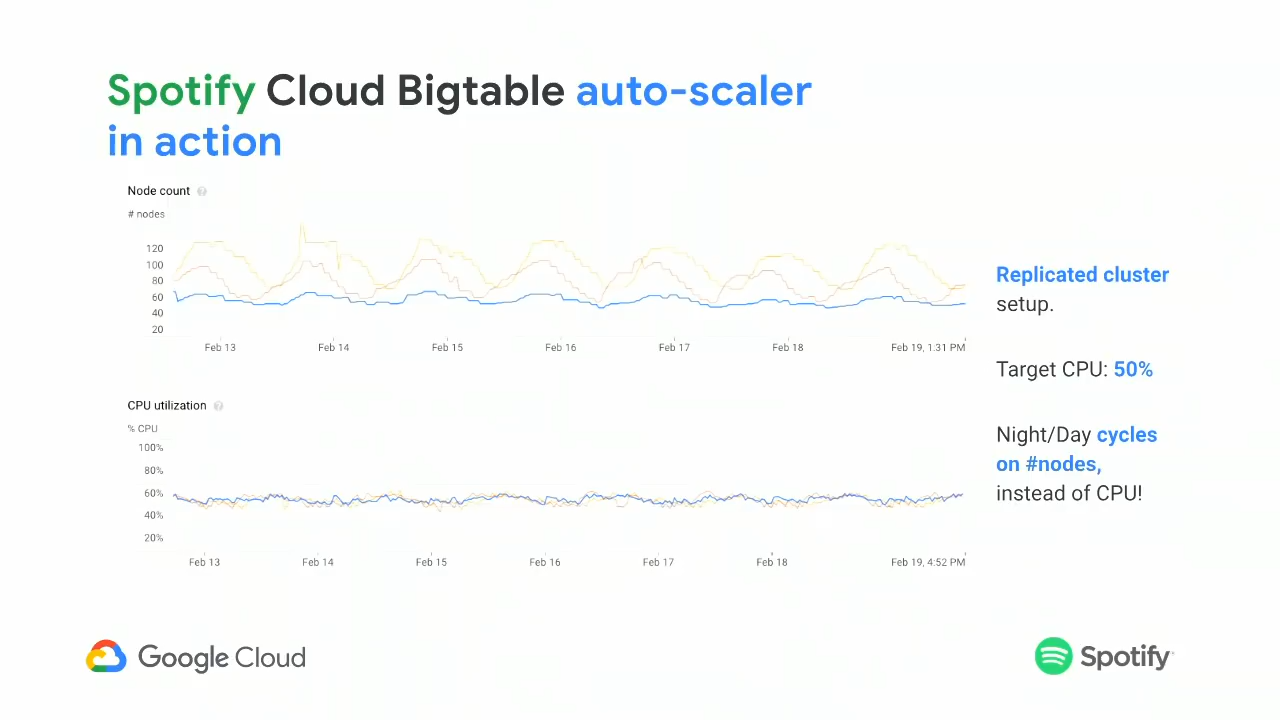 Spotify Cloud Bigtable auto-scaler
in action
Node count
# nodes
120
100
80
60
40
20
Feb 13 Feb 14 Feb 15 Feb 16 Feb 17 Feb 18 Feb 19, 1:31 PM
CPU utilization
% CPU
100%
80%
60%
40%
20%
Feb 13 Feb 14 Feb 15 Feb 16 Feb 17 Feb 18 Feb 19, 4:52 PM
Replicated cluster
setup.
Target CPU: 50%
Night/Day cycles
on #nodes,
instead of CPU!
Google Cloud
Spotify